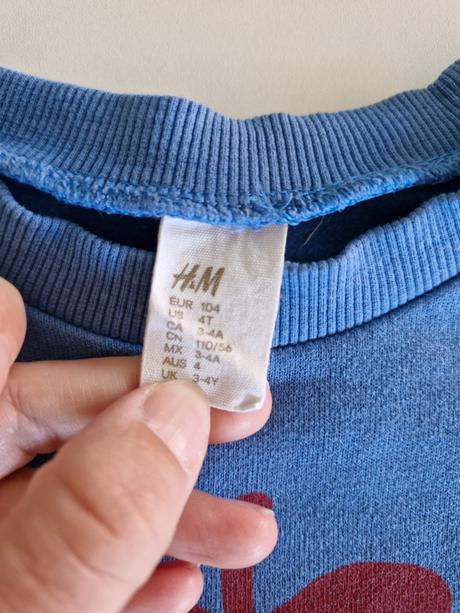 H&M
EUR 104
US 4T
CA 3-4A
CN 110/56
MX 3-4A
AUS 4
UK 3-4Y